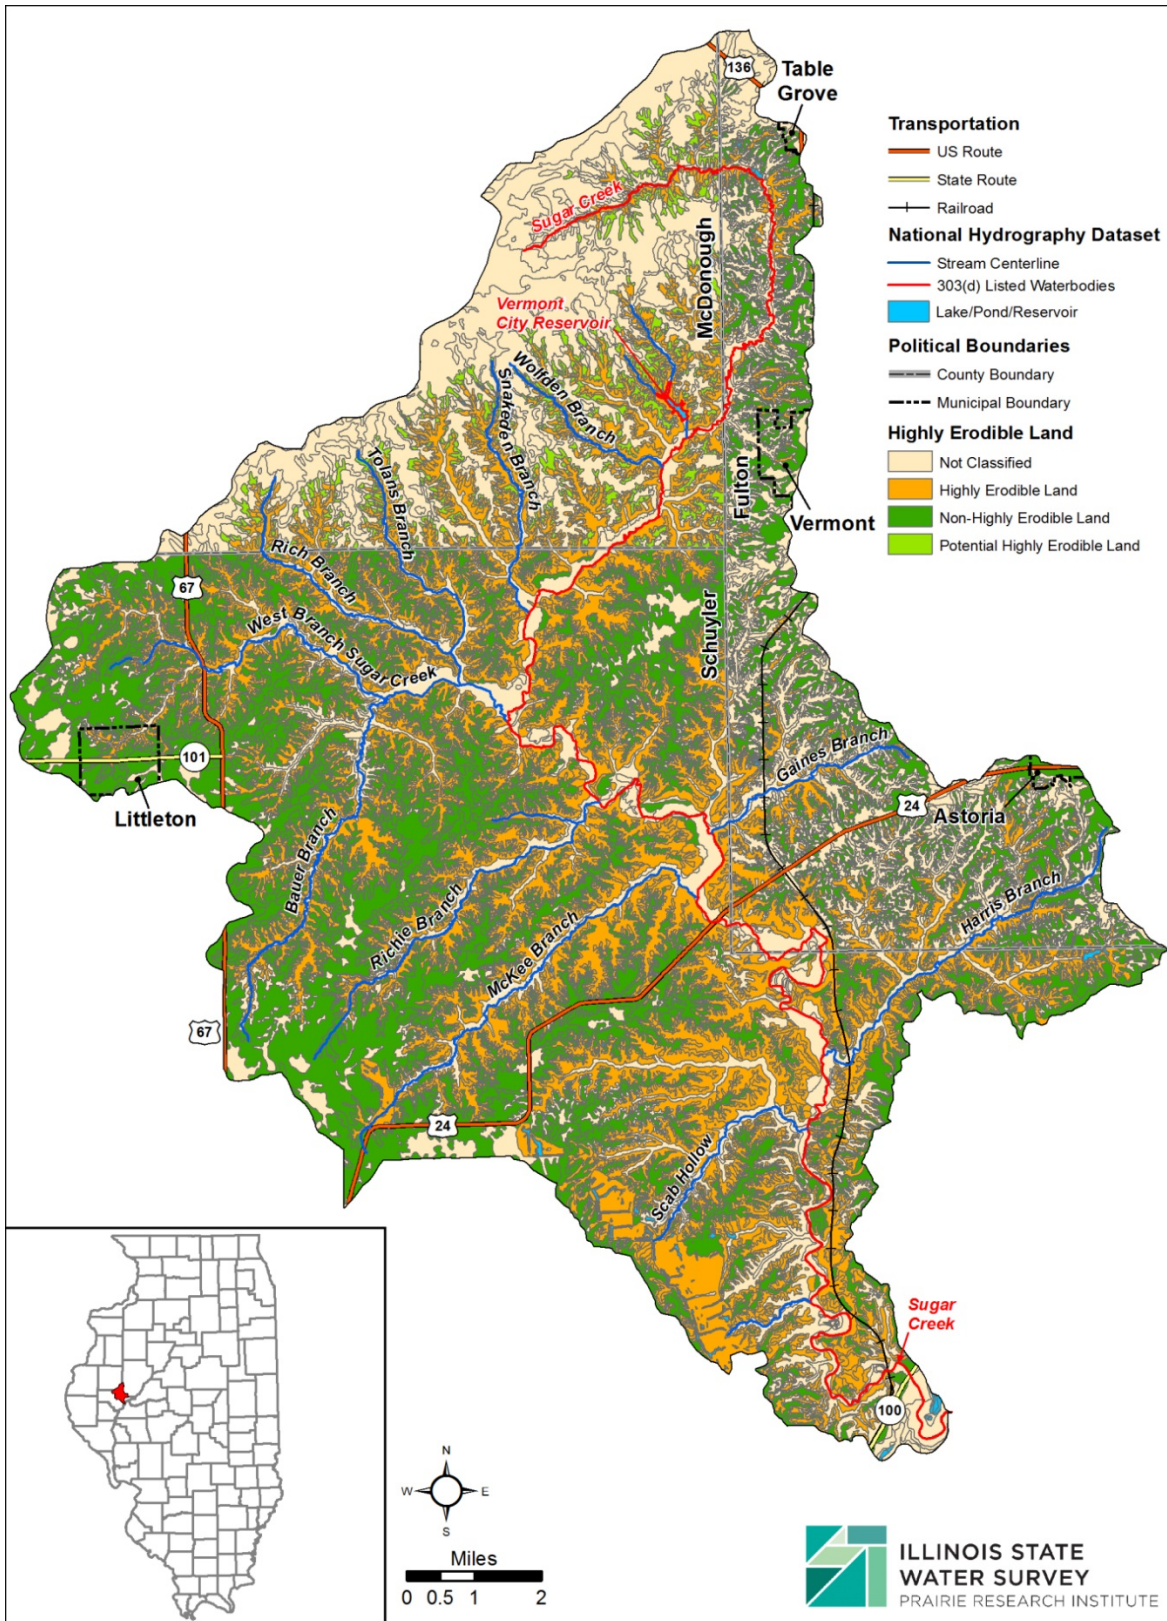 136
Table
Grove
Sugar Creek
McDonough
Vermont
City Reservoir
Wolfden Branch
Snakeden Branch
Tolans Branch
Fulton
Vermont
Rich Branch
67
West Branch Sugar Creek
Schuyler
101
Littleton
Gaines Branch
24
Astoria
Bauer Branch
Richie Branch
McKee Branch
Harris Branch
67
24
Scab Hollow
Sugar
Creek
100
Transportation
US Route
State Route
Railroad
National Hydrography Dataset
Stream Centerline
303(d) Listed Waterbodies
Lake/Pond/Reservoir
Political Boundaries
County Boundary
Municipal Boundary
Highly Erodible Land
Not Classified
Highly Erodible Land
Non-Highly Erodible Land
Potential Highly Erodible Land
N
W E
S
Miles
0 0.5 1 2
ILLINOIS STATE
WATER SURVEY
PRAIRIE RESEARCH INSTITUTE